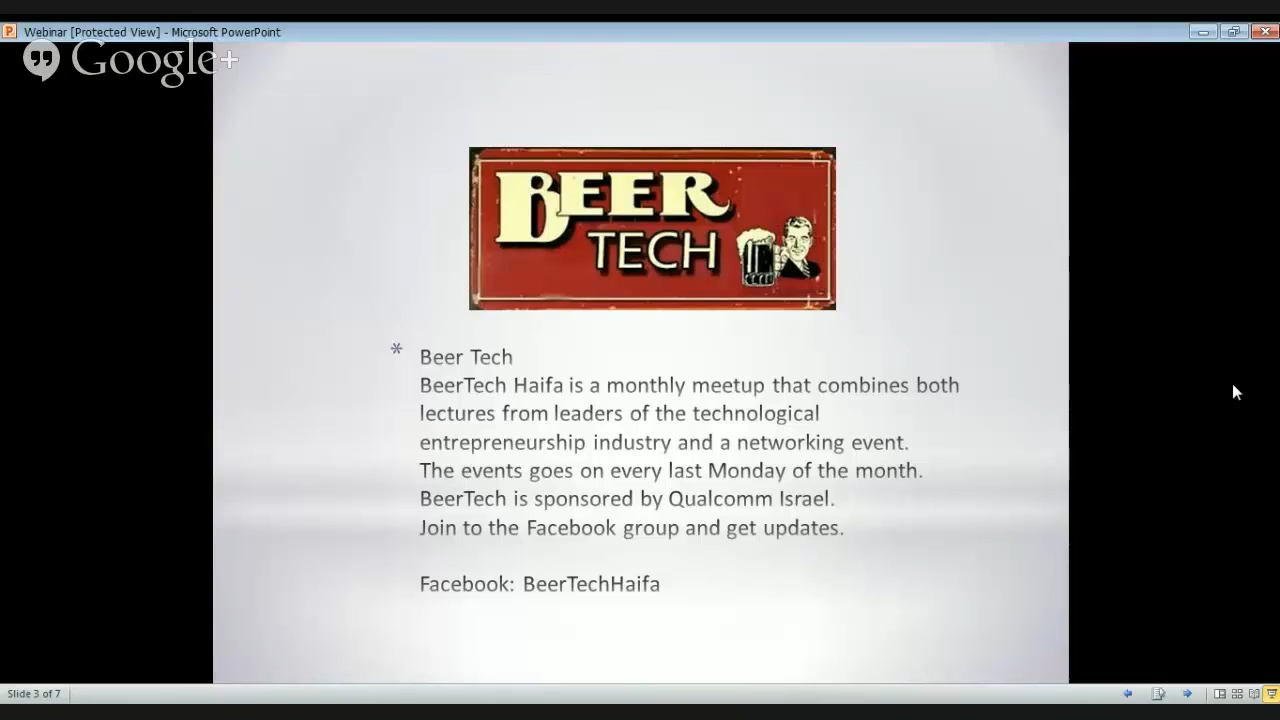 Webinar [Protected View] - Microsoft PowerPoint
Google+
BEER
TECH
* Beer Tech
BeerTech Haifa is a monthly meetup that combines both
lectures from leaders of the technological
entrepreneurship industry and a networking event.
The events goes on every last Monday of the month.
BeerTech is sponsored by Qualcomm Israel.
Join to the Facebook group and get updates.
Facebook: BeerTechHaifa
Slide 3 of 7